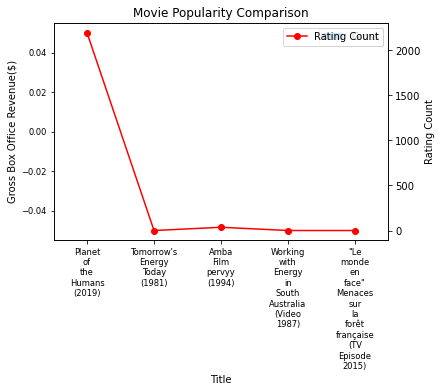 Movie Popularity Comparison
Rating Count
0.04
0.02
0.00
−0.02
−0.04
Gross Box Office Revenue($)
2000
1500
1000
500
0
Rating Count
Planet
of
the
Humans
(2019)
Tomorrow's
Energy
Today
(1981)
Amba
Film
pervyy
(1994)
Working
with
Energy
in
South
Australia
(Video
1987)
"Le
monde
en
face"
Menaces
sur
la
forêt
française
(TV
Episode
2015)
Title